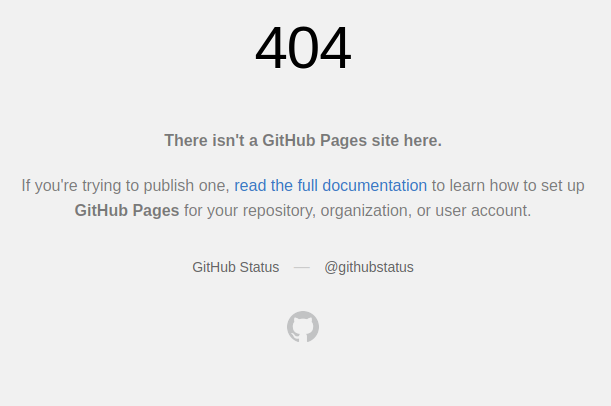 404
There isn't a GitHub Pages site here.
If you're trying to publish one, read the full documentation to learn how to set up
GitHub Pages for your repository, organization, or user account.
GitHub Status — @githubstatus